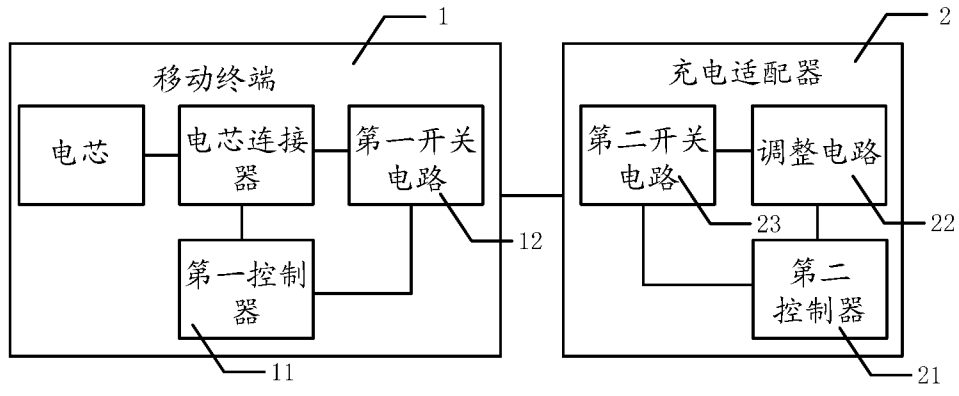 1
2
移动终端
充电适配器
电芯
电芯连接
器
第一开关
电路
第二开关
电路
调整电路
12
23
22
第一控制
器
第二
控制器
11
21